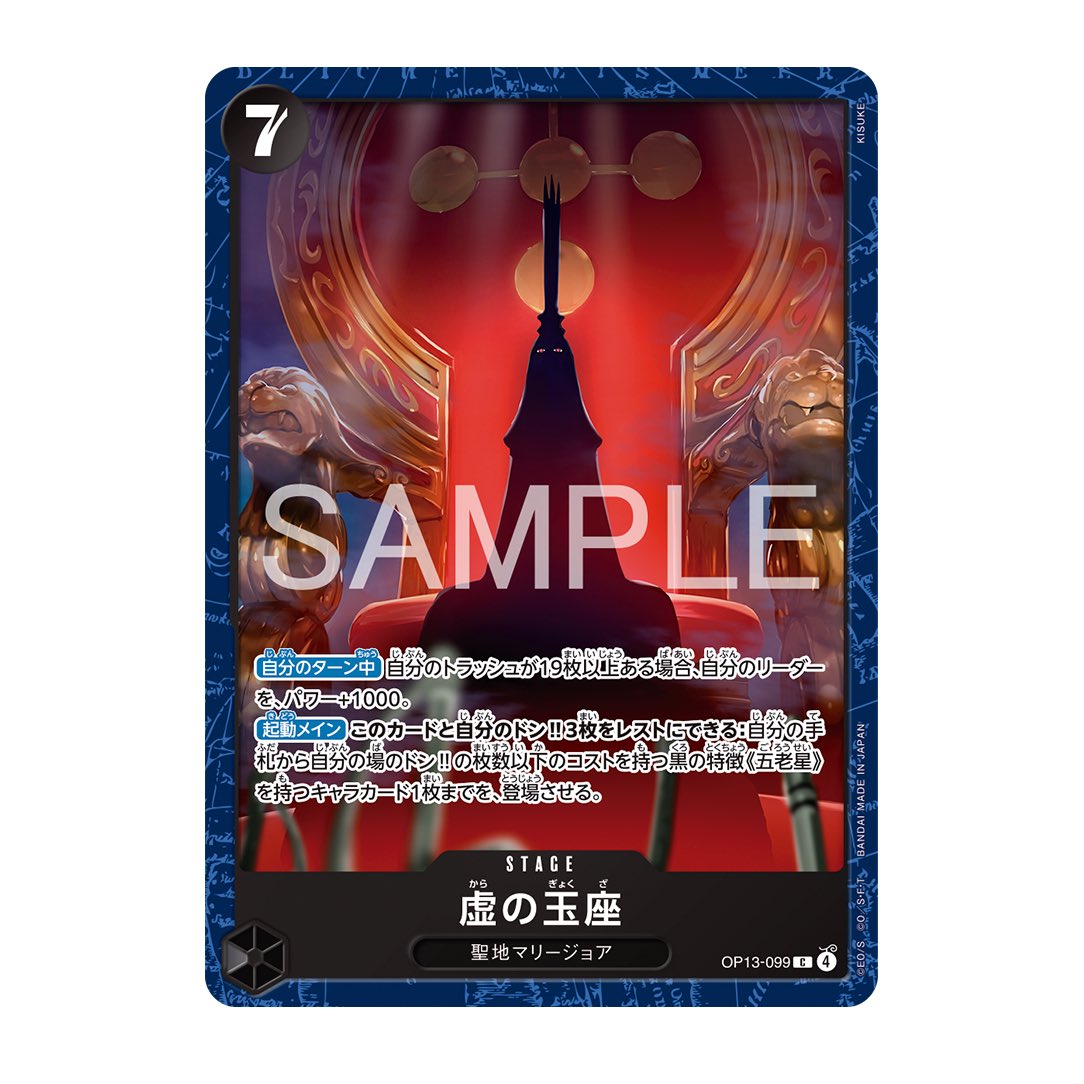 7
KISUKE
SAMPLE
自分のターン中 自分のトラッシュが19枚以上ある場合、自分のリーダー
を、パワー+1000。
起動メイン このカードと自分のドン!!3枚をレストにできる:自分の手
札から自分の場のドン!!の枚数以下のコストを持つ黒の特徴《五老星》
を持つキャラカード1枚までを、登場させる。
STAGE
虚の玉座
聖地マリージョア
OP13-099 C 4
©E.O/S. ©O/S・F・T BANDAI MADE IN JAPAN